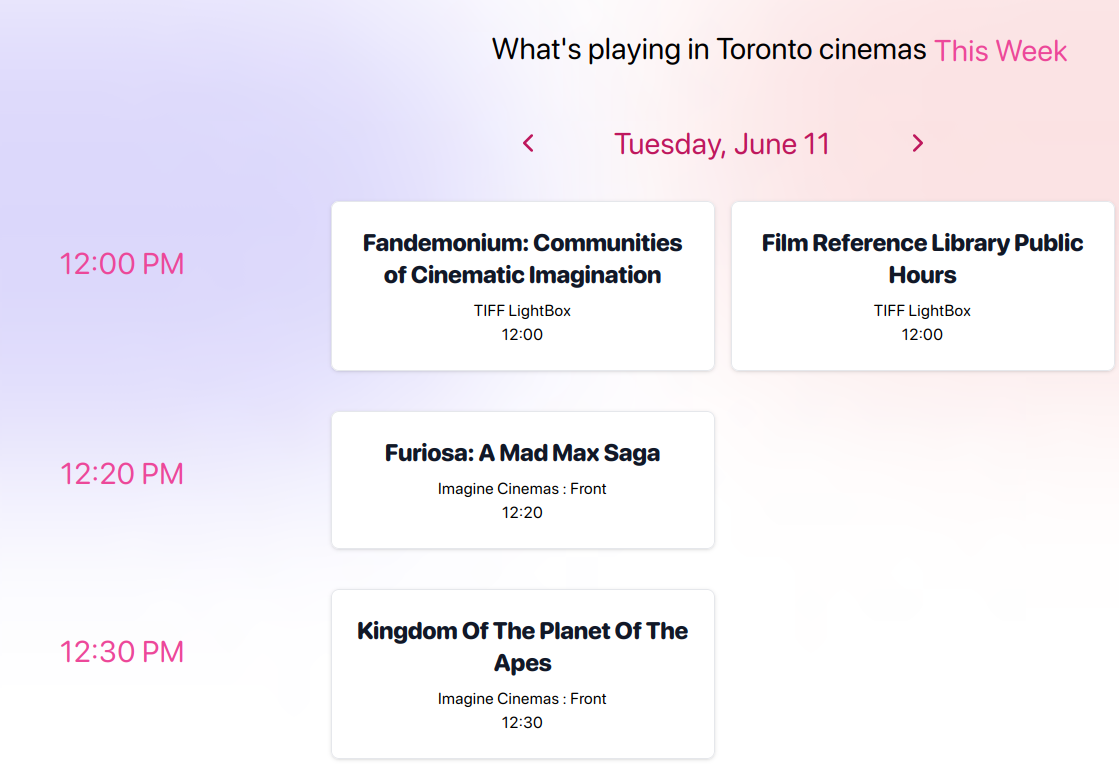 What's playing in Toronto cinemas This Week
Tuesday, June 11
12:00 PM
Fandemonium: Communities
of Cinematic Imagination
TIFF LightBox
12:00
Film Reference Library Public
Hours
TIFF LightBox
12:00
12:20 PM
Furiosa: A Mad Max Saga
Imagine Cinemas : Front
12:20
12:30 PM
Kingdom Of The Planet Of The
Apes
Imagine Cinemas : Front
12:30